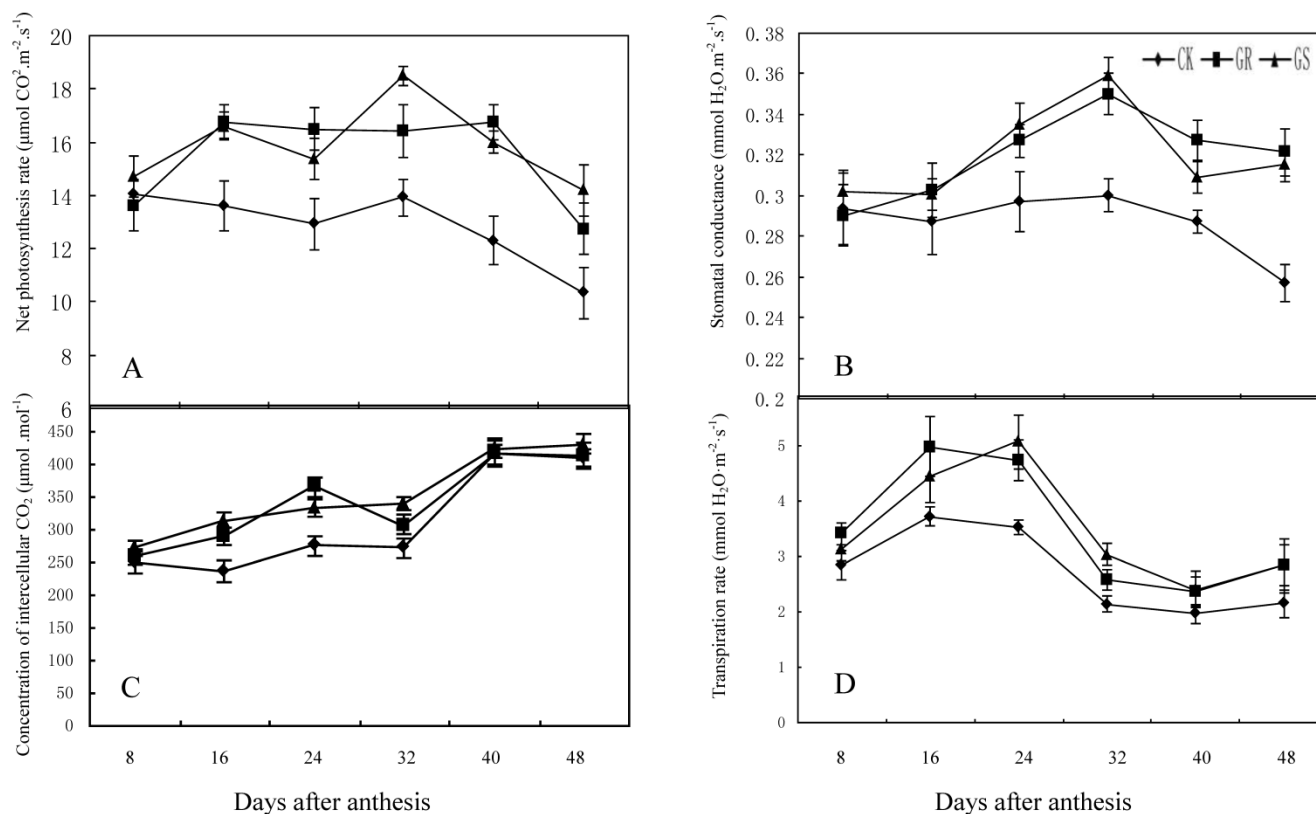 Net photosynthesis rate (μmol CO².m⁻².s⁻¹)
20
18
16
14
12
10
8
6
A
Stomatal conductance (mmol H₂O.m⁻².s⁻¹)
0.38
0.36
0.34
0.32
0.3
0.28
0.26
0.24
0.22
0.2
CK GR GS
B
Concentration of intercellular CO₂ (μmol .mol⁻¹)
450
400
350
300
250
200
150
100
50
0
C
8 16 24 32 40 48
Days after anthesis
Transpiration rate (mmol H₂O·m⁻²·s⁻¹)
5
4
3
2
1
0
D
8 16 24 32 40 48
Days after anthesis